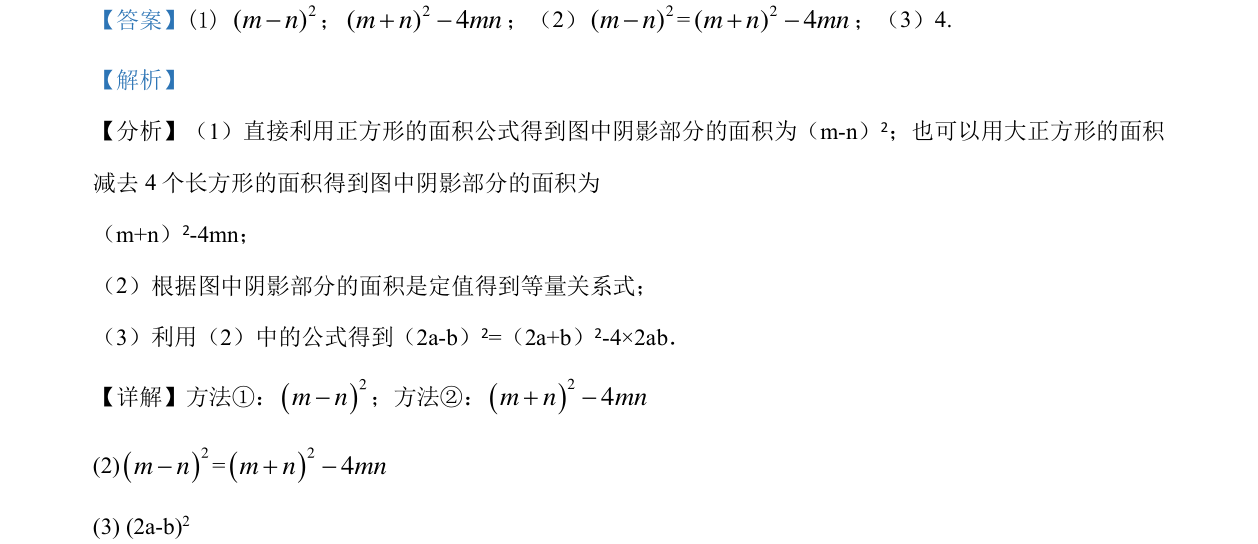 【答案】(1) (m－n)²；(m+n)²－4mn；（2）(m－n)²=(m+n)²－4mn；（3）4.
【解析】
【分析】（1）直接利用正方形的面积公式得到图中阴影部分的面积为（m-n）²；也可以用大正方形的面积
减去 4 个长方形的面积得到图中阴影部分的面积为
（m+n）²-4mn；
（2）根据图中阴影部分的面积是定值得到等量关系式；
（3）利用（2）中的公式得到（2a-b）²=（2a+b）²-4×2ab．
【详解】方法①：(m－n)²；方法②：(m+n)²－4mn
(2)(m－n)²=(m+n)²－4mn
(3) (2a-b)²